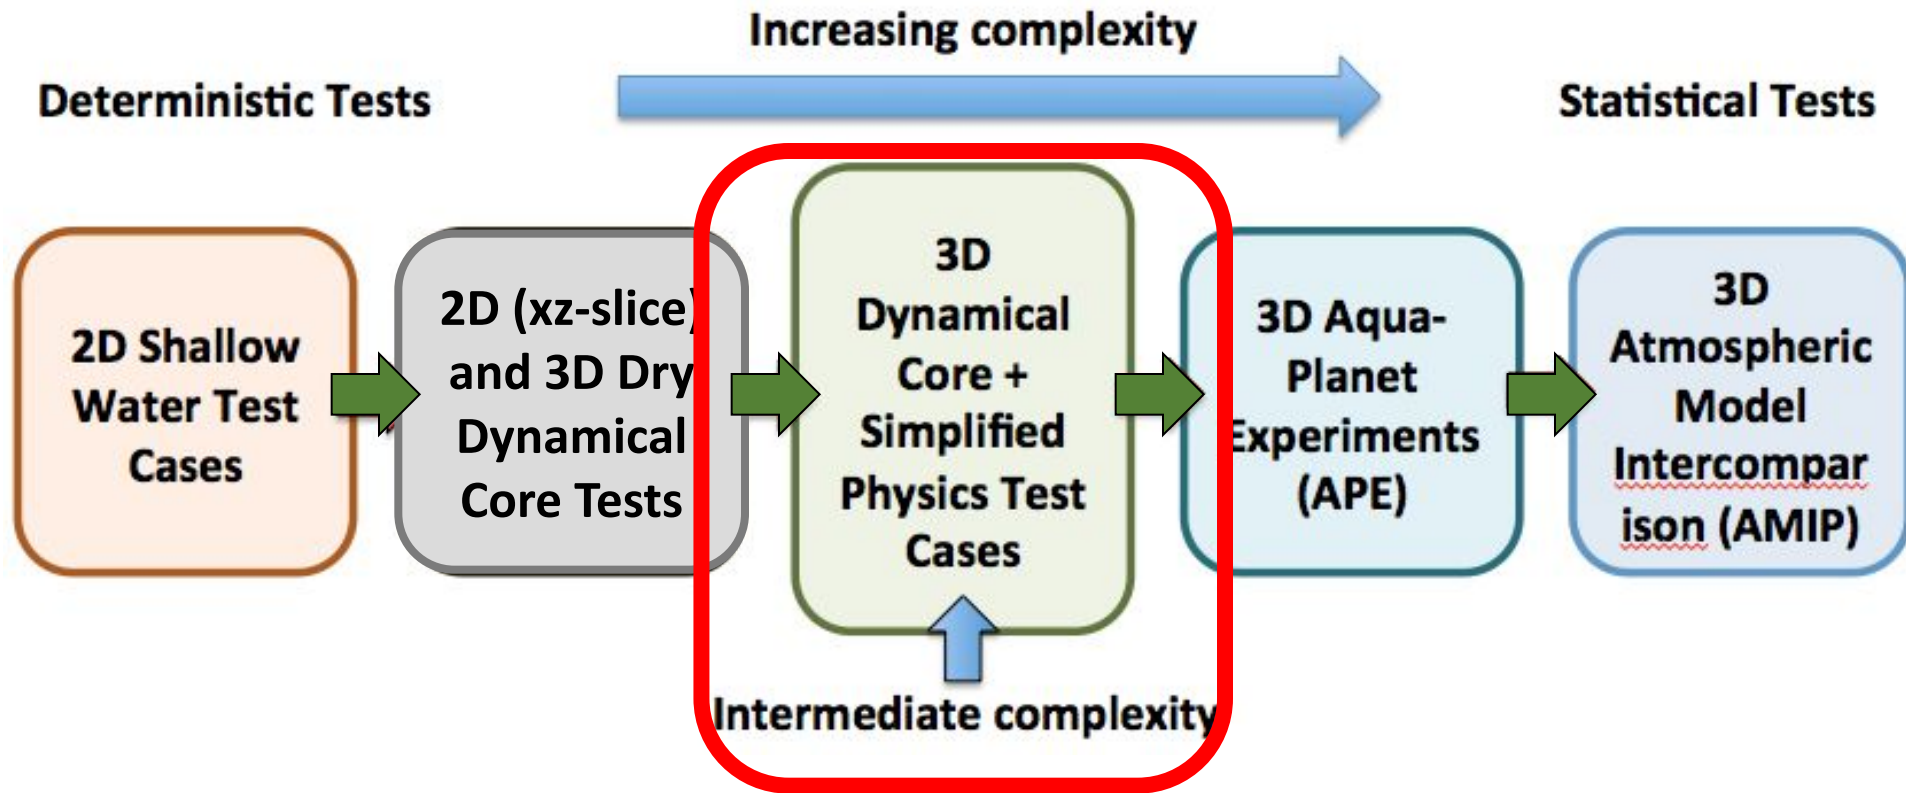 Increasing complexity
Deterministic Tests
Statistical Tests
2D Shallow
Water Test
Cases
2D (xz-slice)
and 3D Dry
Dynamical
Core Tests
3D
Dynamical
Core +
Simplified
Physics Test
Cases
3D Aqua-
Planet
Experiments
(APE)
3D
Atmospheric
Model
Intercompar
ison (AMIP)
Intermediate complexity